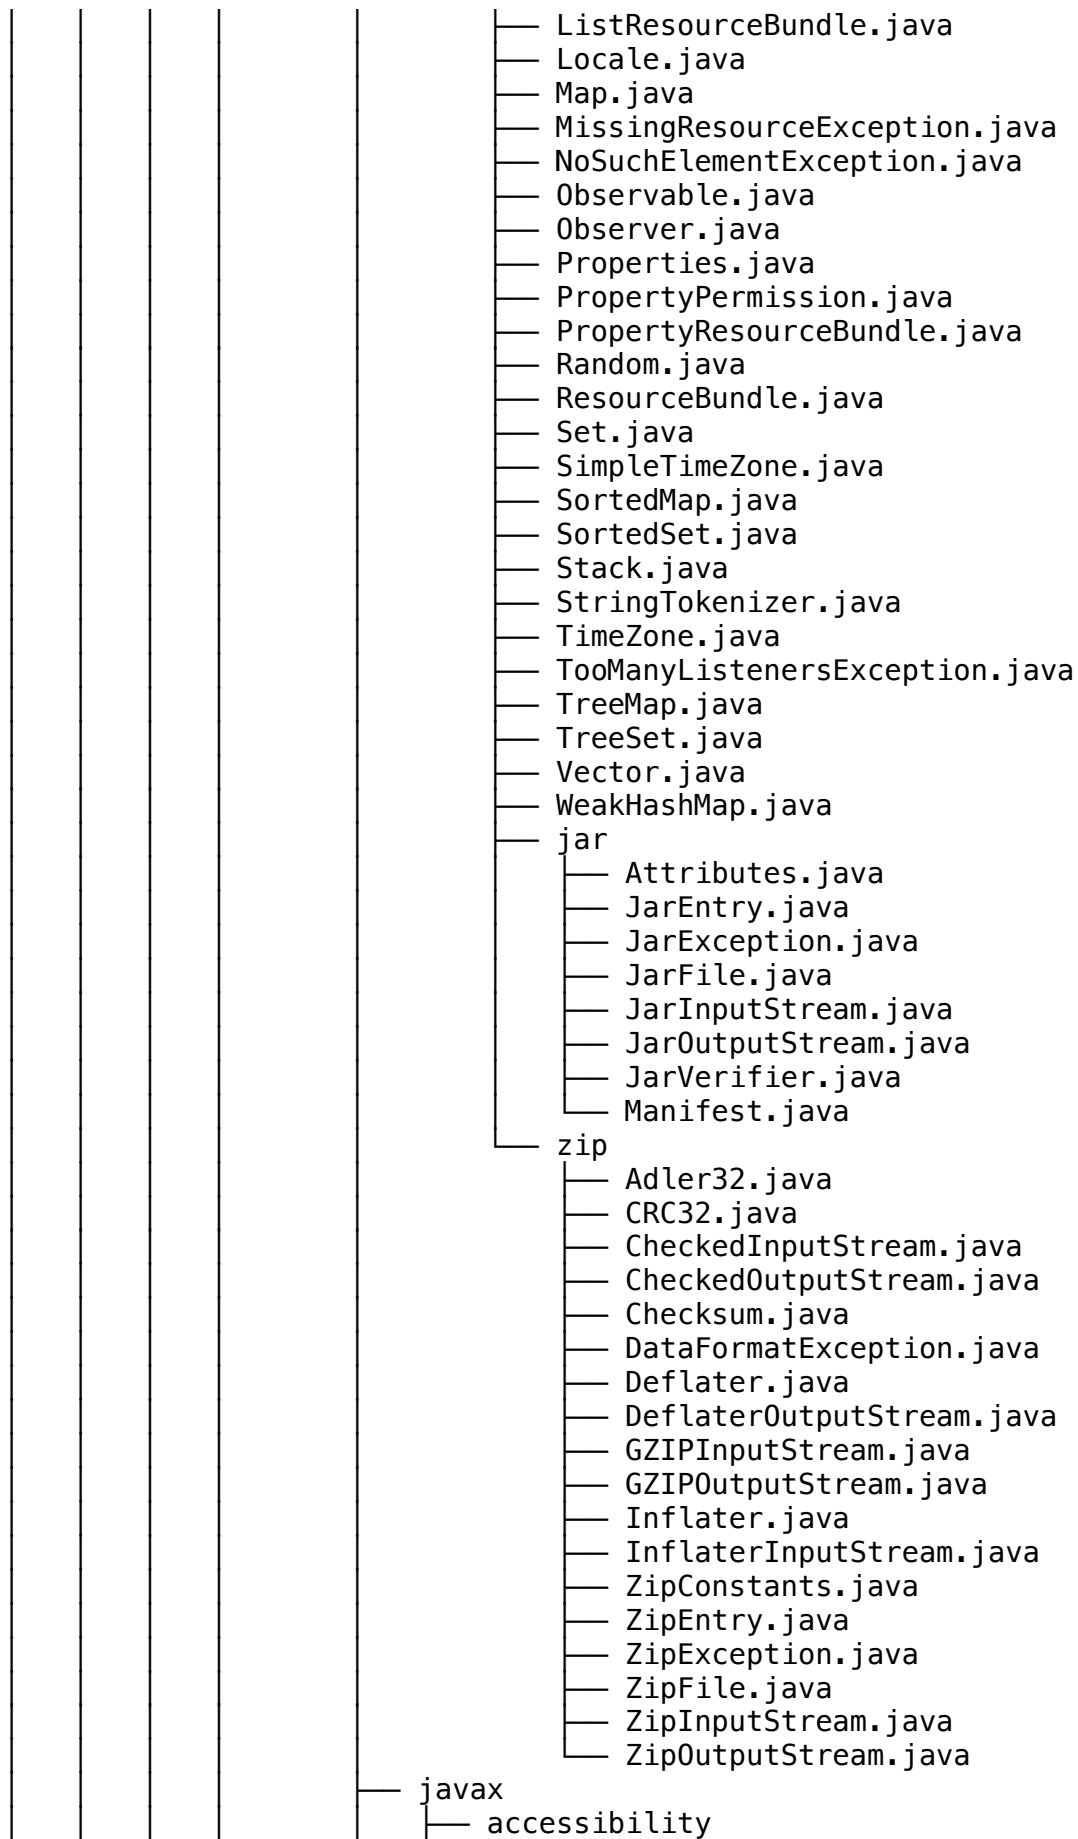 ListResourceBundle.java
Locale.java
Map.java
MissingResourceException.java
NoSuchElementException.java
Observable.java
Observer.java
Properties.java
PropertyPermission.java
PropertyResourceBundle.java
Random.java
ResourceBundle.java
Set.java
SimpleTimeZone.java
SortedMap.java
SortedSet.java
Stack.java
StringTokenizer.java
TimeZone.java
TooManyListenersException.java
TreeMap.java
TreeSet.java
Vector.java
WeakHashMap.java
jar
Attributes.java
JarEntry.java
JarException.java
JarFile.java
JarInputStream.java
JarOutputStream.java
JarVerifier.java
Manifest.java
zip
Adler32.java
CRC32.java
CheckedInputStream.java
CheckedOutputStream.java
Checksum.java
DataFormatException.java
Deflater.java
DeflaterOutputStream.java
GZIPInputStream.java
GZIPOutputStream.java
Inflater.java
InflaterInputStream.java
ZipConstants.java
ZipEntry.java
ZipException.java
ZipFile.java
ZipInputStream.java
ZipOutputStream.java
javax
accessibility